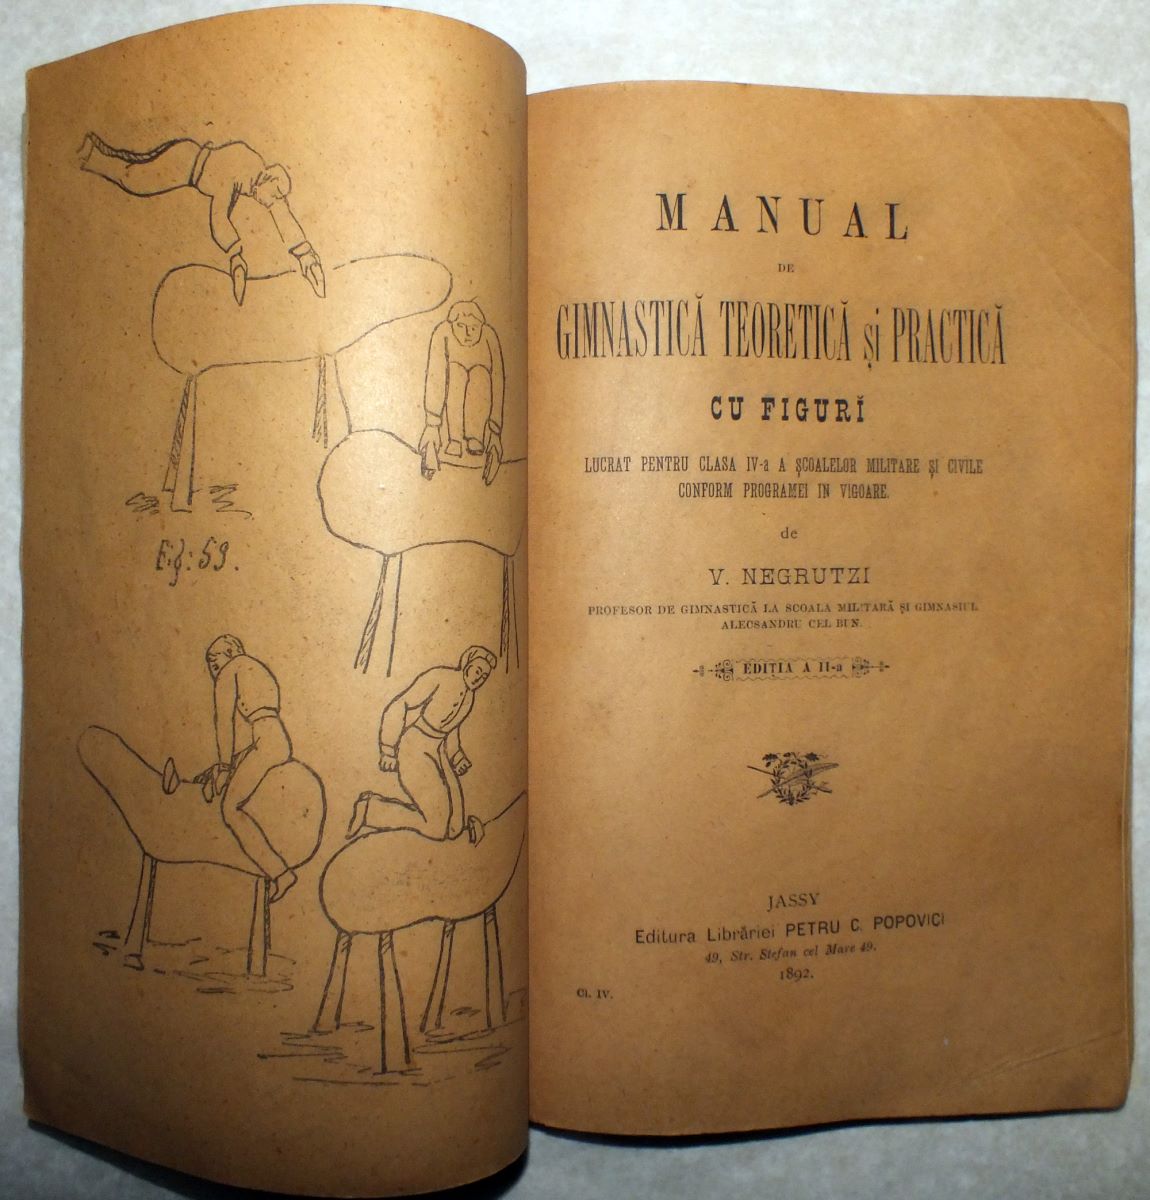 Fig: 59.
MANUAL
DE
GIMNASTICĂ TEORETICĂ și PRACTICĂ
CU FIGURĬ
LUCRAT PENTRU CLASA IV-a A ȘCOALELOR MILITARE ȘI CIVILE
CONFORM PROGRAMEI IN VIGOARE.
de
V. NEGRUTZI
PROFESOR DE GIMNASTICĂ LA SCOALA MILITARĂ ȘI GIMNASIUL
ALECSANDRU CEL BUN.
EDIȚIA A II-a
JASSY
Editura Librăriei PETRU C. POPOVICI
49, Str. Stefan cel Mare 49.
1892.
Cl. IV.